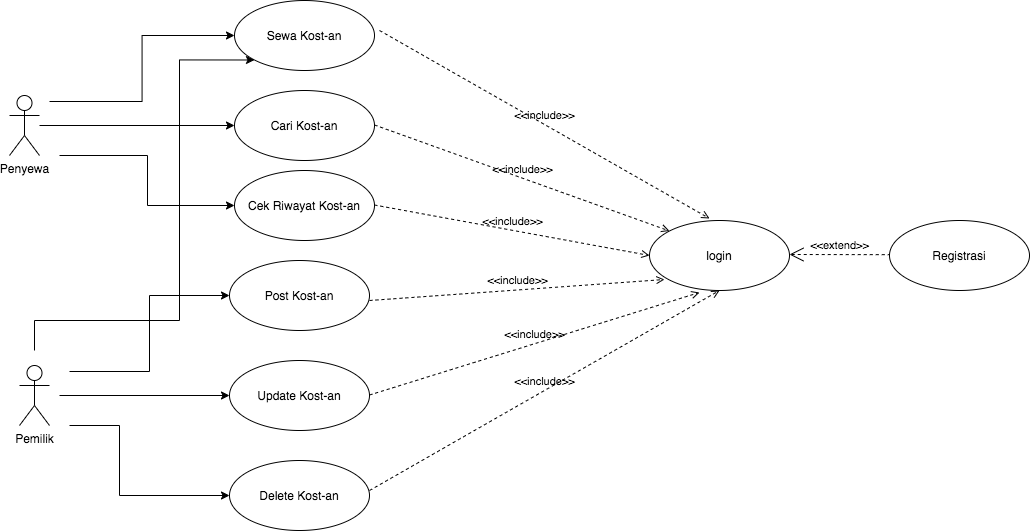 Sewa Kost-an
<<include>>
Cari Kost-an
Penyewa
<<include>>
Cek Riwayat Kost-an
<<include>>
login
<<extend>>
Registrasi
Post Kost-an
<<include>>
<<include>>
Update Kost-an
Pemilik
<<include>>
Delete Kost-an